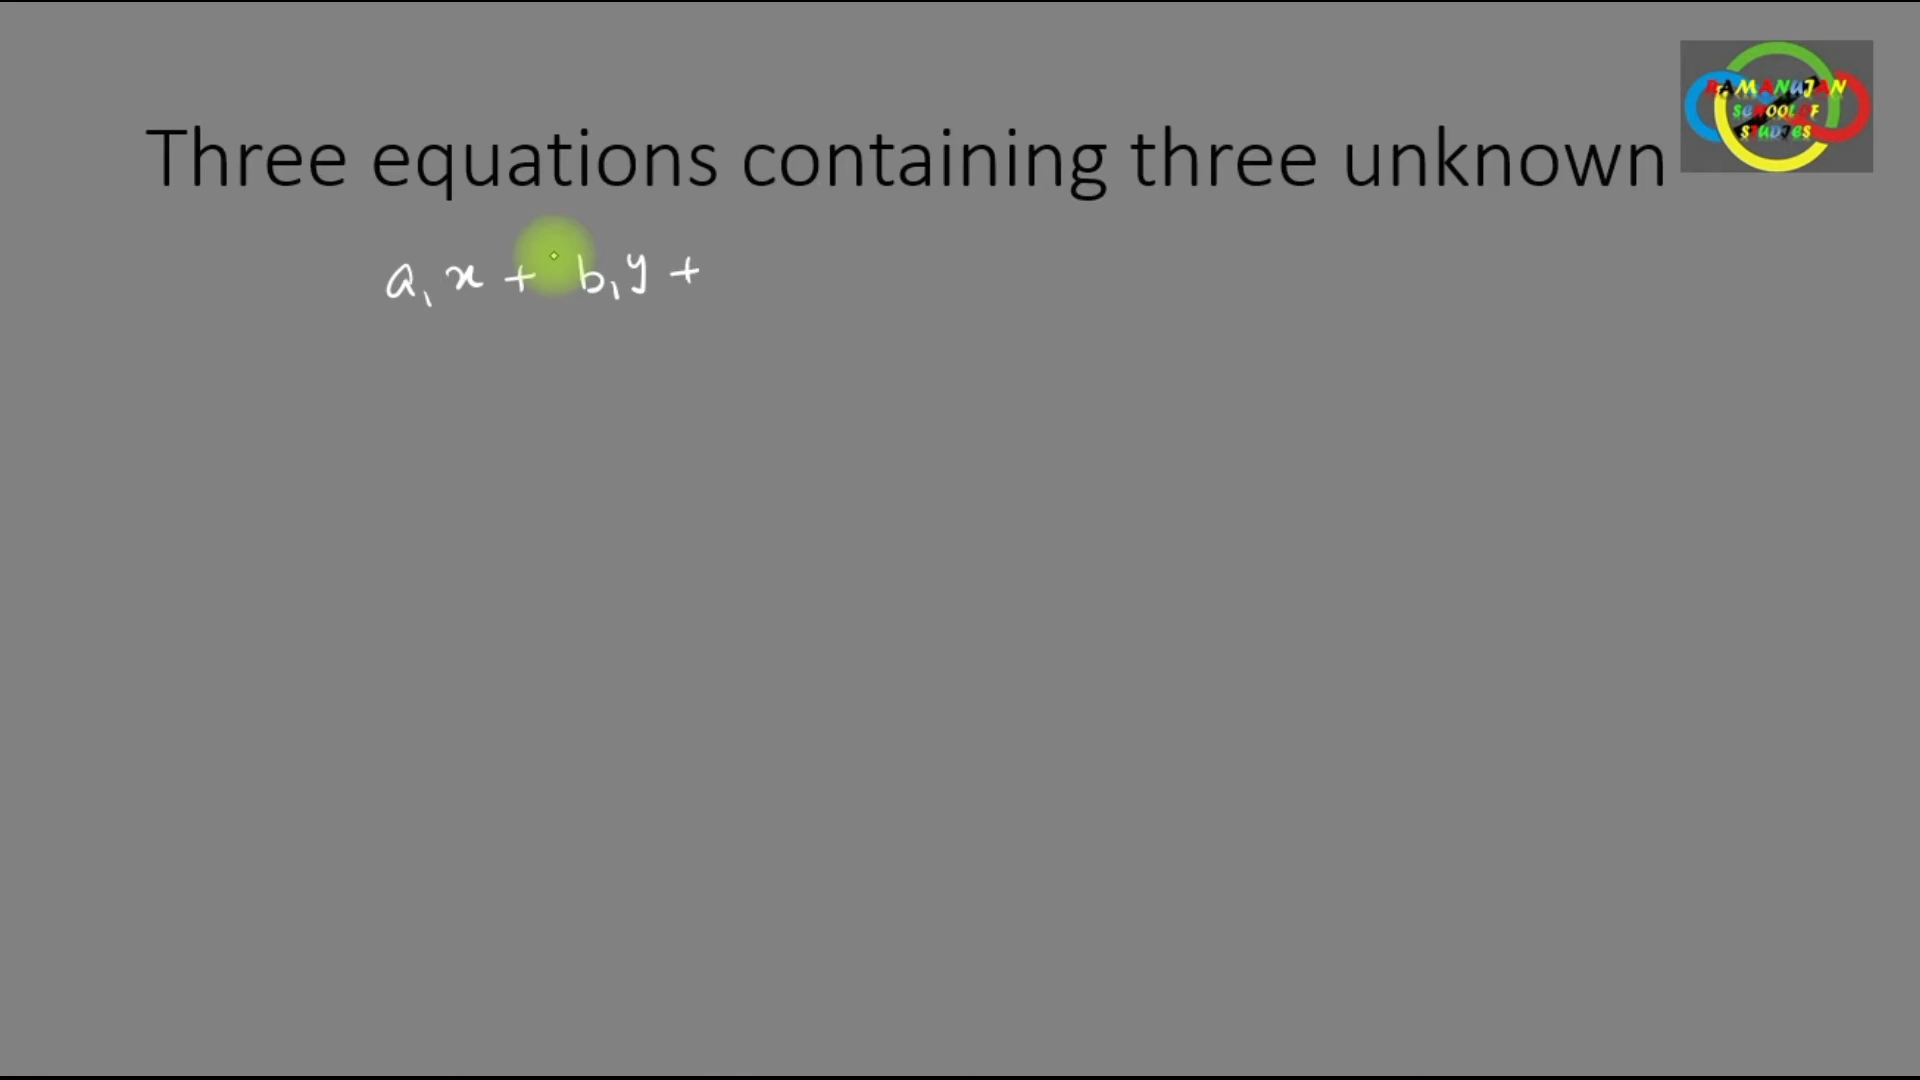 RAMANUJAN
SCHOOL OF
STUDIES
Three equations containing three unknown
a₁x + b₁y +